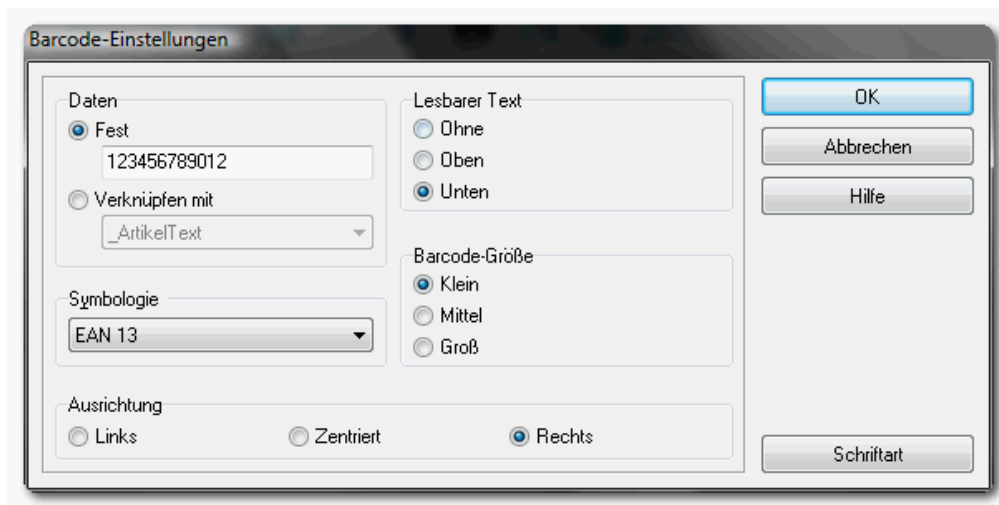 Barcode-Einstellungen
Daten
Fest
123456789012
Verknüpfen mit
_ArtikelText
Symbologie
EAN 13
Lesbarer Text
Ohne
Oben
Unten
Barcode-Größe
Klein
Mittel
Groß
Ausrichtung
Links
Zentriert
Rechts
OK
Abbrechen
Hilfe
Schriftart